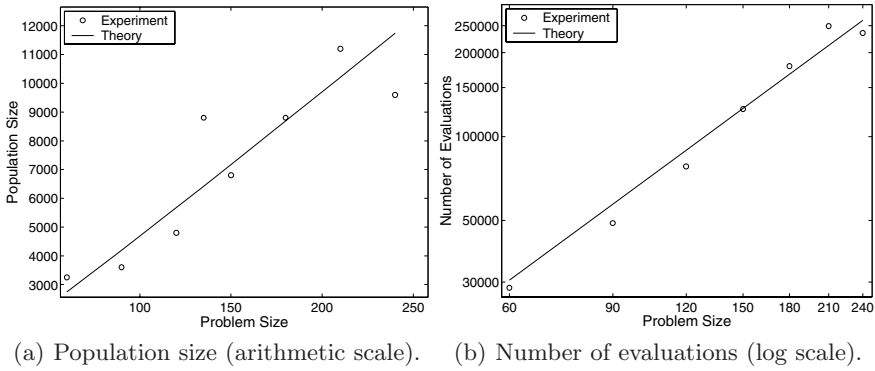 Experiment
Theory
12000
11000
10000
9000
8000
7000
6000
5000
4000
3000
Population Size
100 150 200 250
Problem Size
(a) Population size (arithmetic scale).
Experiment
Theory
250000
200000
150000
100000
50000
30000
Number of Evaluations
60 90 120 150 180 210 240
Problem Size
(b) Number of evaluations (log scale).